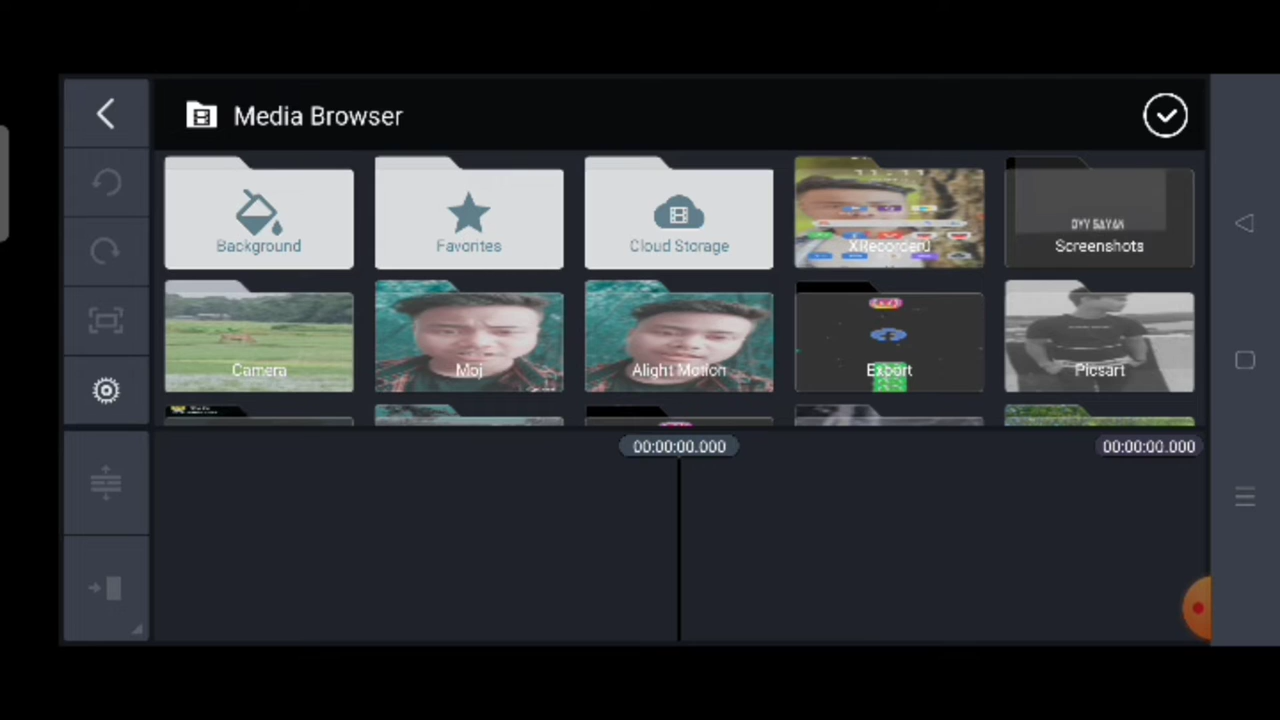 Media Browser
Background
Favorites
Cloud Storage
XRecorder0
Screenshots
Camera
Moj
Alight Motion
Export
Picsart
00:00:00.000
00:00:00.000